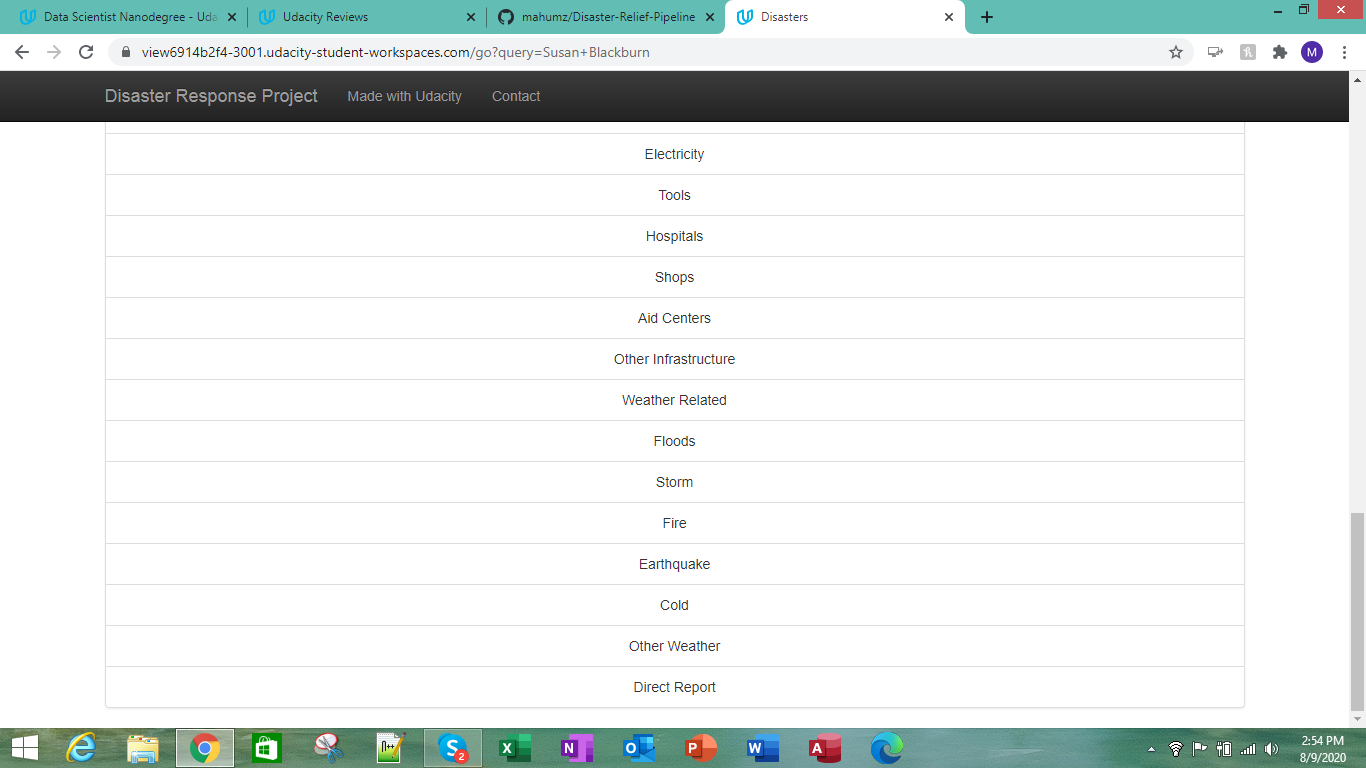 Data Scientist Nanodegree - Uda
Udacity Reviews
mahumz/Disaster-Relief-Pipeline
Disasters
view6914b2f4-3001.udacity-student-workspaces.com/go?query=Susan+Blackburn
M
Disaster Response Project
Made with Udacity
Contact
Electricity
Tools
Hospitals
Shops
Aid Centers
Other Infrastructure
Weather Related
Floods
Storm
Fire
Earthquake
Cold
Other Weather
Direct Report
2:54 PM
8/9/2020